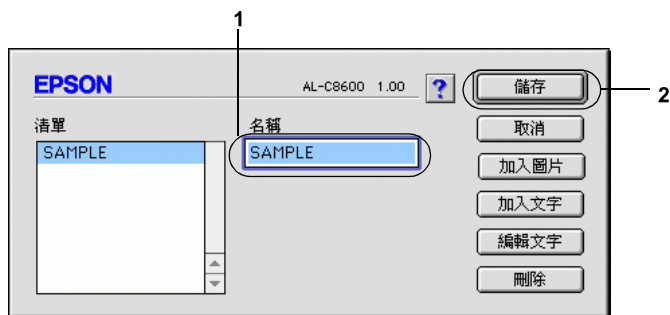 1
EPSON
AL-C8600 1.00
?
儲存
2
清單
名稱
取消
SAMPLE
SAMPLE
加入圖片
加入文字
編輯文字
刪除